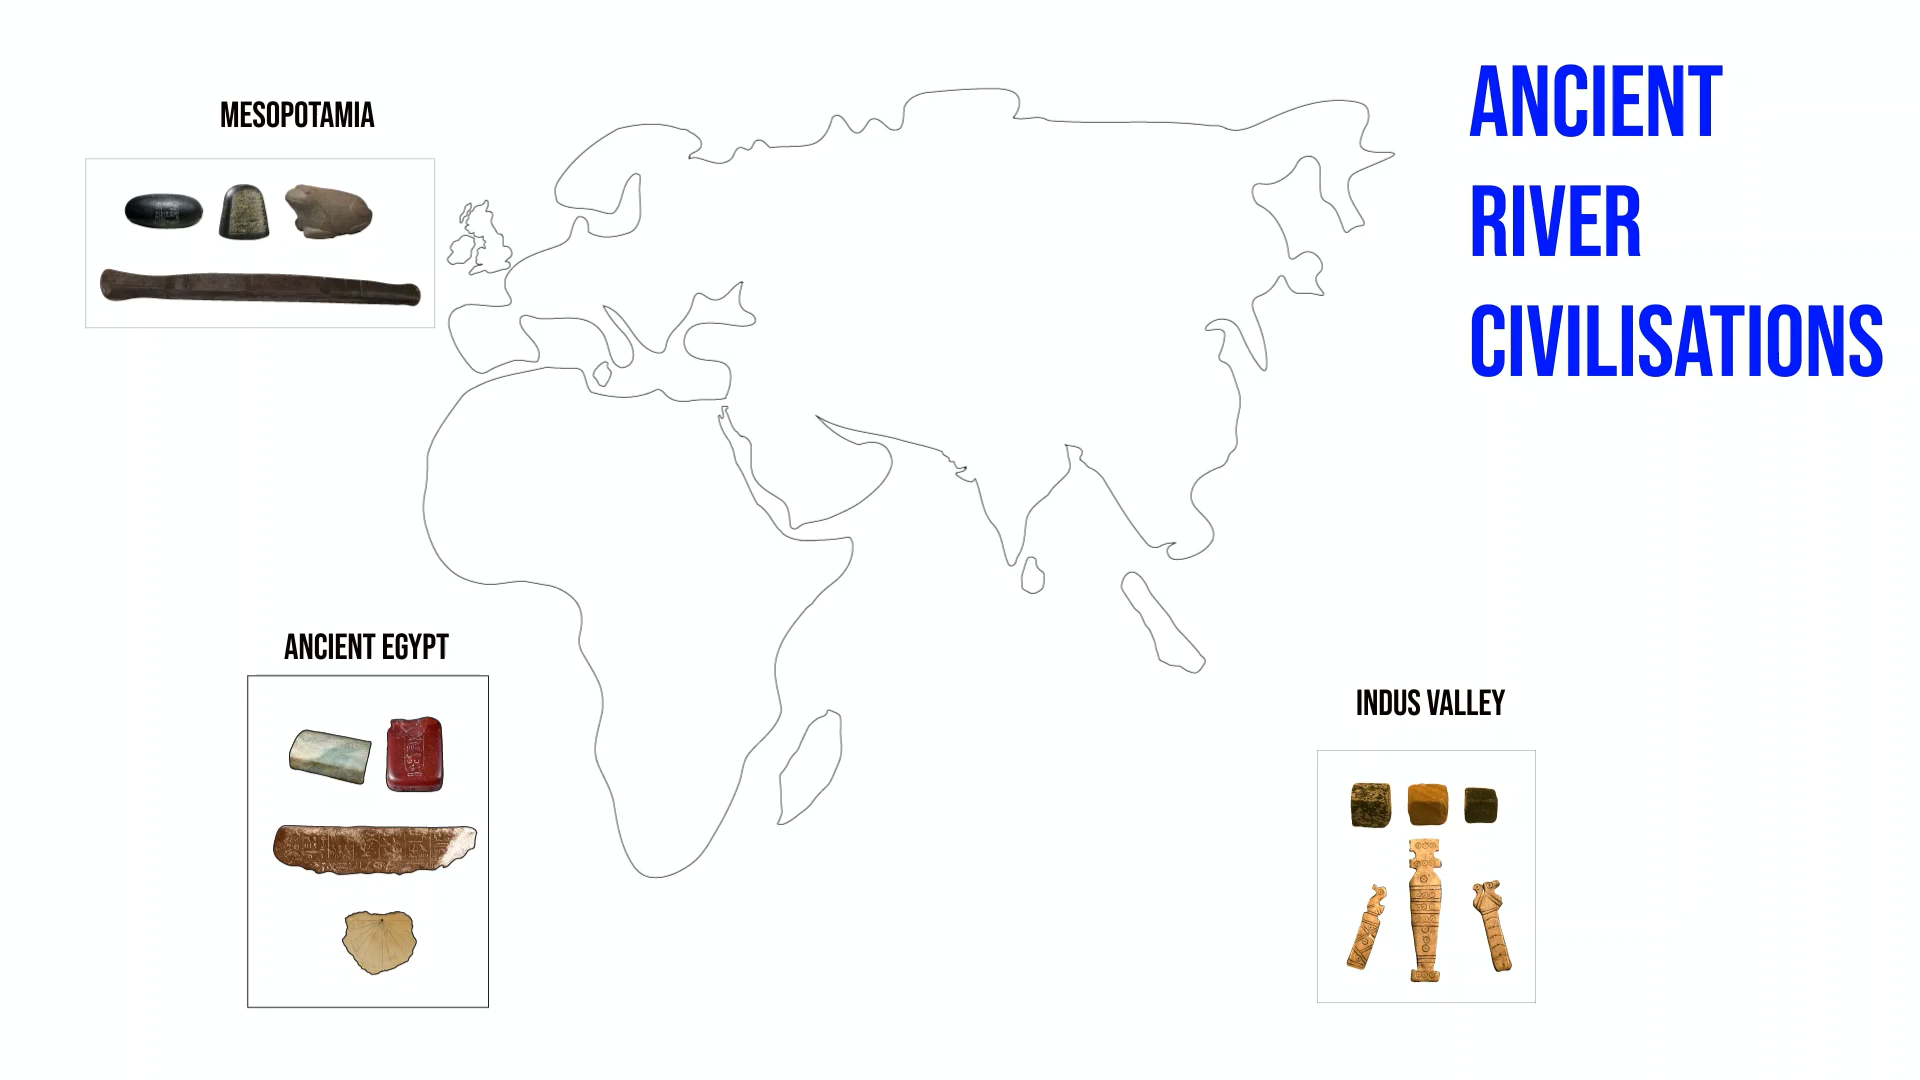 ANCIENT
RIVER
CIVILISATIONS
MESOPOTAMIA
ANCIENT EGYPT
INDUS VALLEY